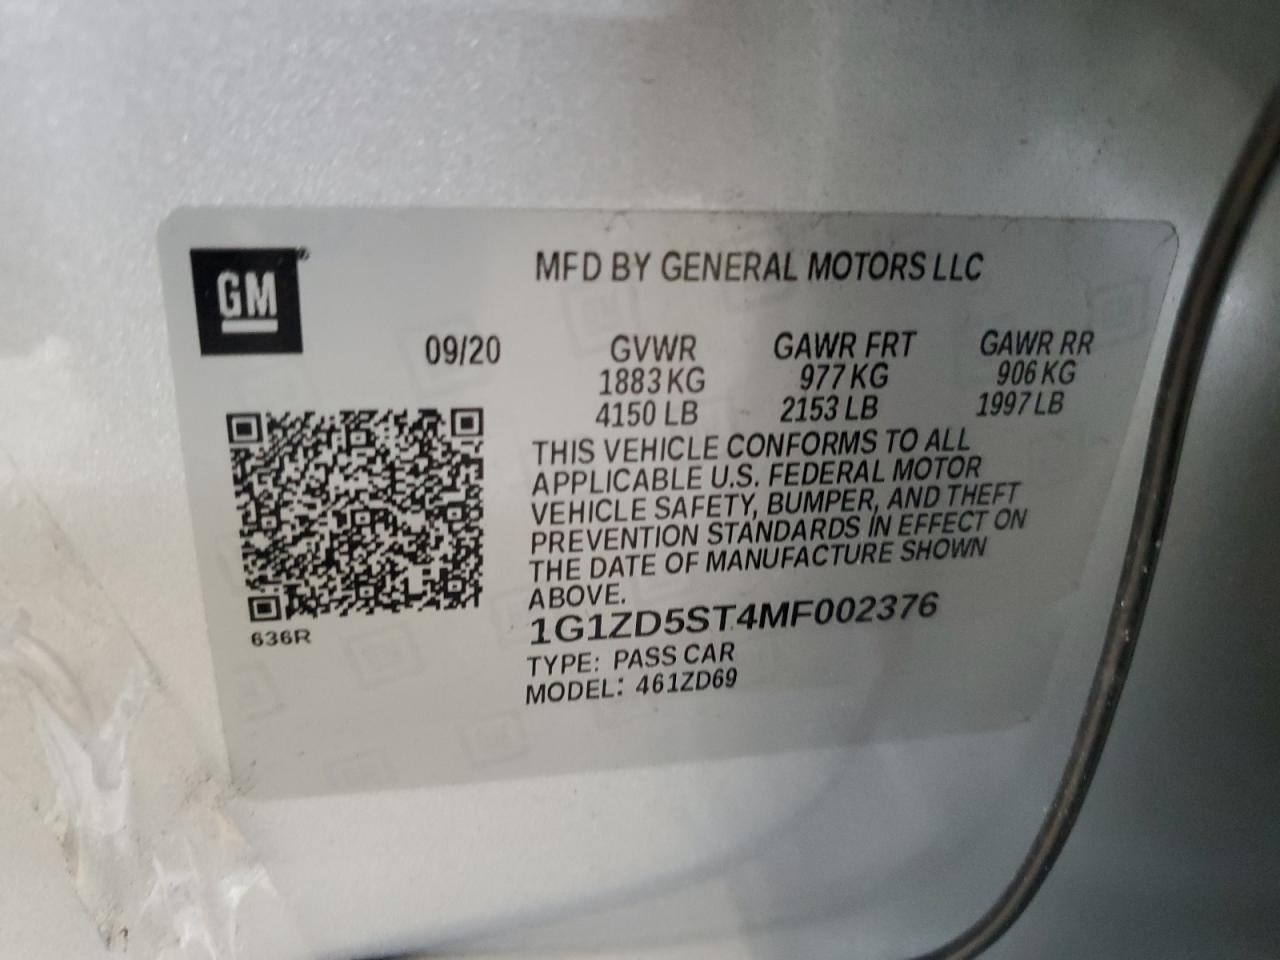 GM
MFD BY GENERAL MOTORS LLC
09/20
GVWR GAWR FRT GAWR RR
1883 KG 977 KG 906 KG
4150 LB 2153 LB 1997 LB
THIS VEHICLE CONFORMS TO ALL
APPLICABLE U.S. FEDERAL MOTOR
VEHICLE SAFETY, BUMPER, AND THEFT
PREVENTION STANDARDS IN EFFECT ON
THE DATE OF MANUFACTURE SHOWN
ABOVE.
1G1ZD5ST4MF002376
TYPE: PASS CAR
MODEL: 461ZD69
636R